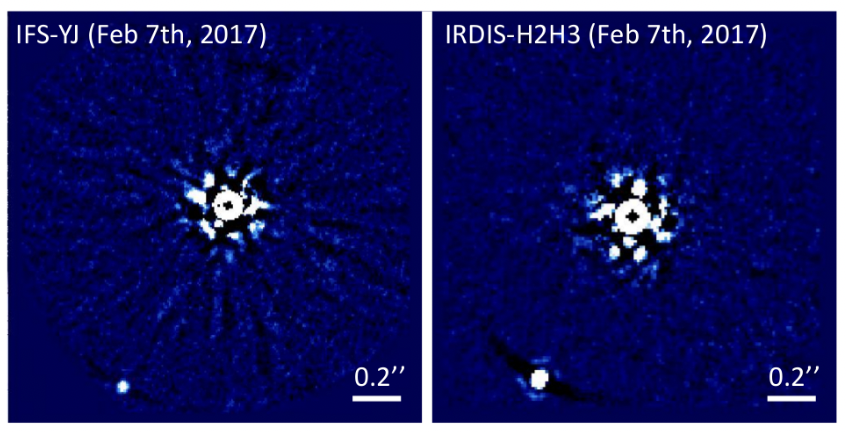 IFS-YJ (Feb 7th, 2017)
0.2’’
IRDIS-H2H3 (Feb 7th, 2017)
0.2’’